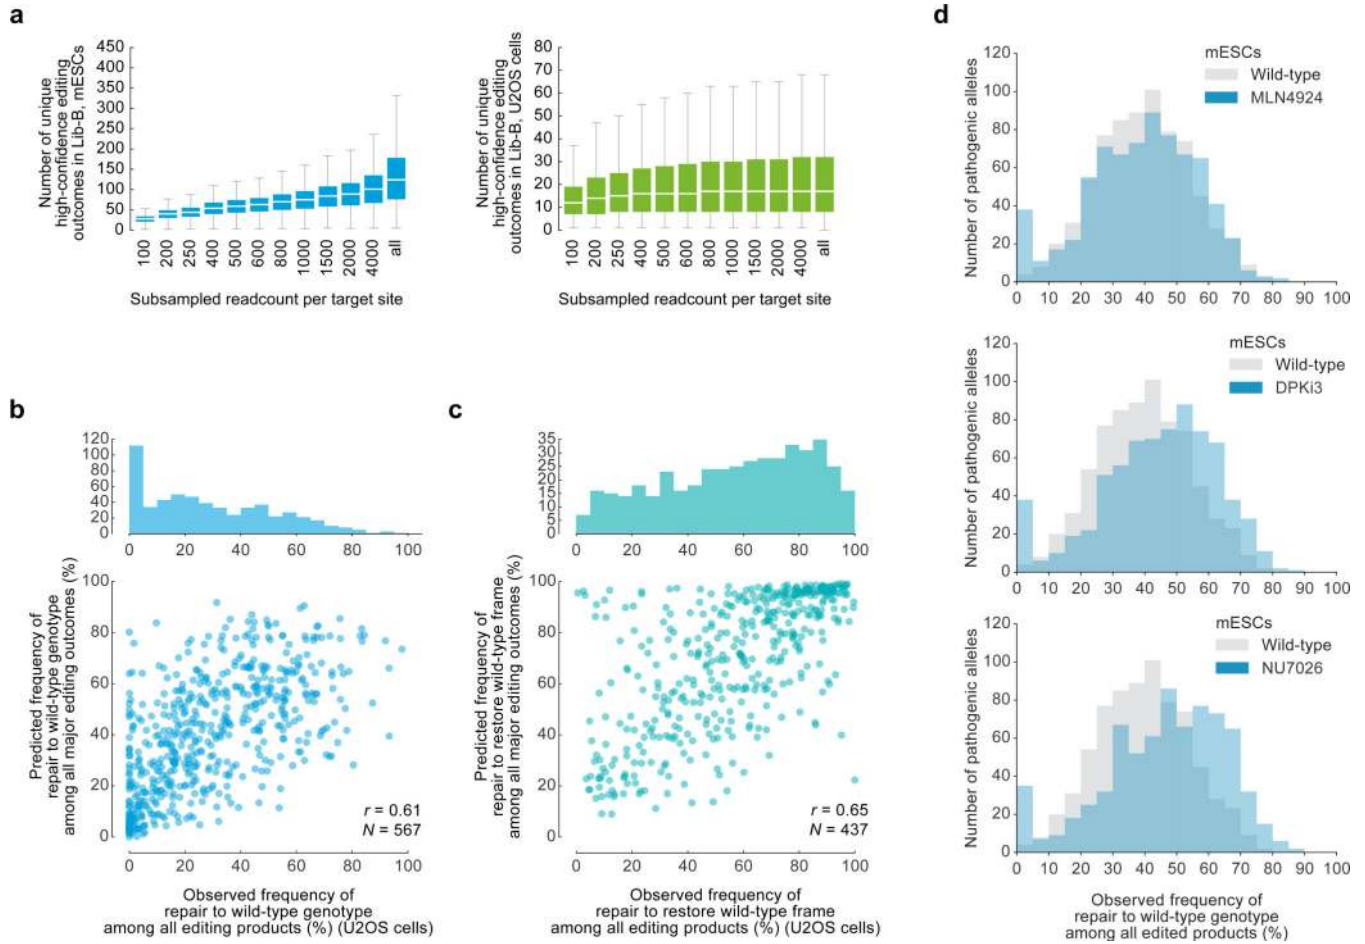 a
Number of unique
high-confidence editing
outcomes in Lib-B, mESCs
450
400
350
300
250
200
150
100
50
0
100
200
250
400
500
600
800
1000
1500
2000
4000
all
Subsampled readcount per target site
Number of unique
high-confidence editing
outcomes in Lib-B, U2OS cells
80
70
60
50
40
30
20
10
0
100
200
250
400
500
600
800
1000
1500
2000
4000
all
Subsampled readcount per target site
b
120
100
80
60
40
20
0
0 20 40 60 80 100
Predicted frequency of
repair to wild-type genotype
among all major editing outcomes (%)
100
80
60
40
20
0
r = 0.61
N = 567
0 20 40 60 80 100
Observed frequency of
repair to wild-type genotype
among all editing products (%) (U2OS cells)
c
35
30
25
20
15
10
5
0
0 20 40 60 80 100
Predicted frequency of
repair to restore wild-type frame
among all major editing outcomes (%)
100
80
60
40
20
0
r = 0.65
N = 437
0 20 40 60 80 100
Observed frequency of
repair to restore wild-type frame
among all editing products (%) (U2OS cells)
d
Number of pathogenic alleles
120
100
80
60
40
20
0
mESCs
Wild-type
MLN4924
0 10 20 30 40 50 60 70 80 90 100
Number of pathogenic alleles
120
100
80
60
40
20
0
mESCs
Wild-type
DPKi3
0 10 20 30 40 50 60 70 80 90 100
Number of pathogenic alleles
120
100
80
60
40
20
0
mESCs
Wild-type
NU7026
0 10 20 30 40 50 60 70 80 90 100
Observed frequency of
repair to wild-type genotype
among all edited products (%)